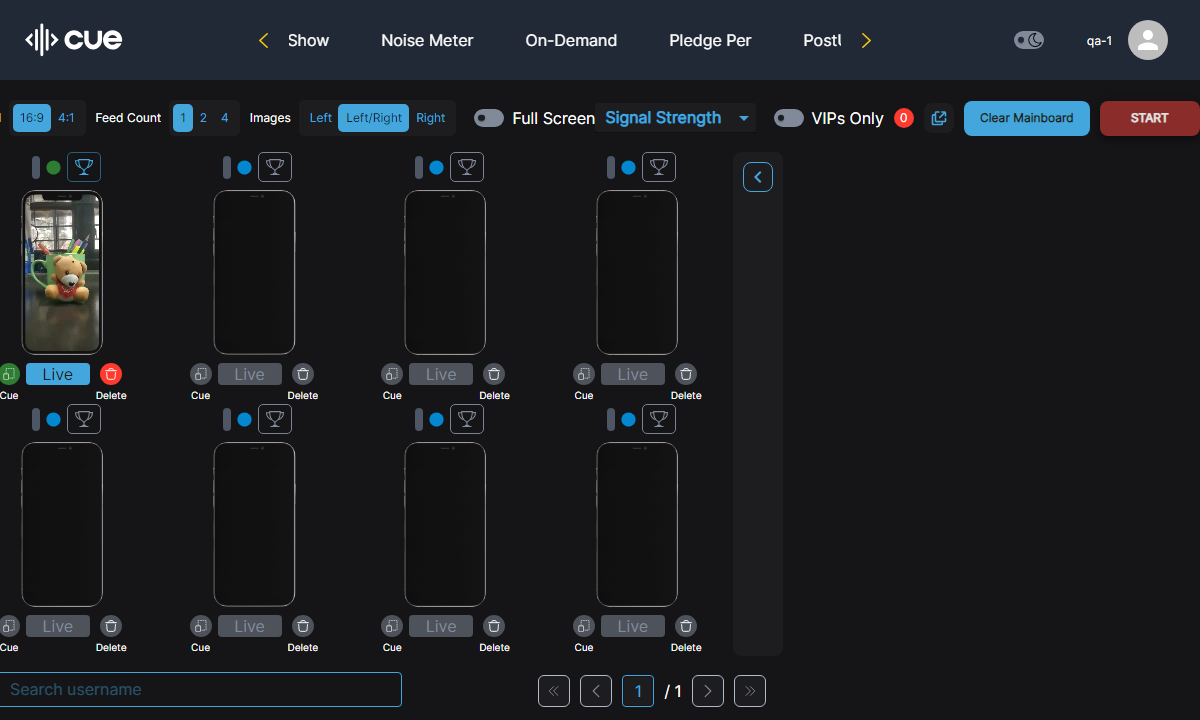 cue
Show Noise Meter On-Demand Pledge Per Post qa-1
16:9 4:1 Feed Count 1 2 4 Images Left Left/Right Right Full Screen Signal Strength VIPs Only 0 Clear Mainboard START
Live Live Live Live
Cue Delete Cue Delete Cue Delete Cue Delete
Live Live Live Live
Cue Delete Cue Delete Cue Delete Cue Delete
Search username 1 / 1